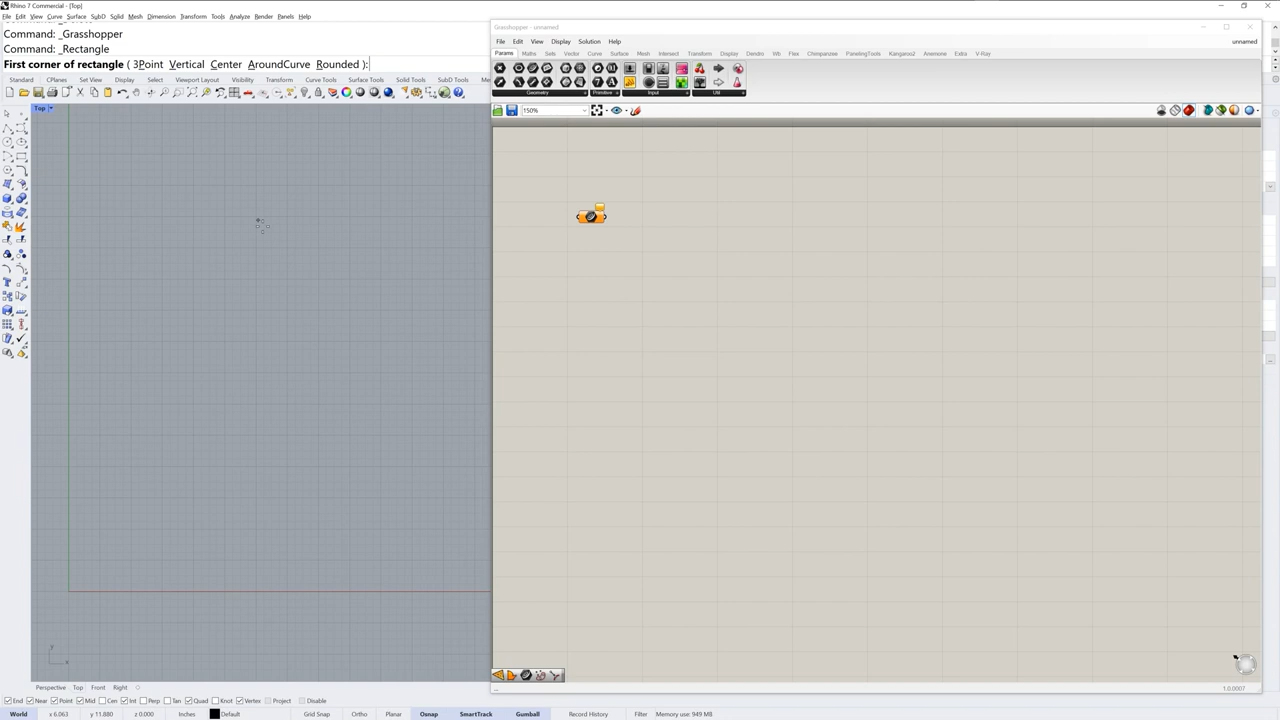 Rhino 7 Commercial - [Top]
File Edit View Curve Surface SubD Solid Mesh Dimension Transform Tools Analyze Render Panels Help
Command: _Grasshopper
Command: _Rectangle
First corner of rectangle ( 3Point Vertical Center AroundCurve Rounded ):
Standard CPlanes Set View Display Select Viewport Layout Visibility Transform Curve Tools Surface Tools Solid Tools SubD Tools Me
Top
Grasshopper - unnamed
File Edit View Display Solution Help unnamed
Params Maths Sets Vector Curve Surface Mesh Intersect Transform Display Dendro Wb Flex Chimpanzee PanelingTools Kangaroo2 Anemone Extra V-Ray
Geometry Primitive Input Util
150%
y
x
1.0.0007
Perspective Top Front Right
End Near Point Mid Cen Int Perp Tan Quad Knot Vertex Project Disable
World x 6.063 y 11.880 z 0.000 Inches Default Grid Snap Ortho Planar Osnap SmartTrack Gumball Record History Filter Memory use: 949 MB